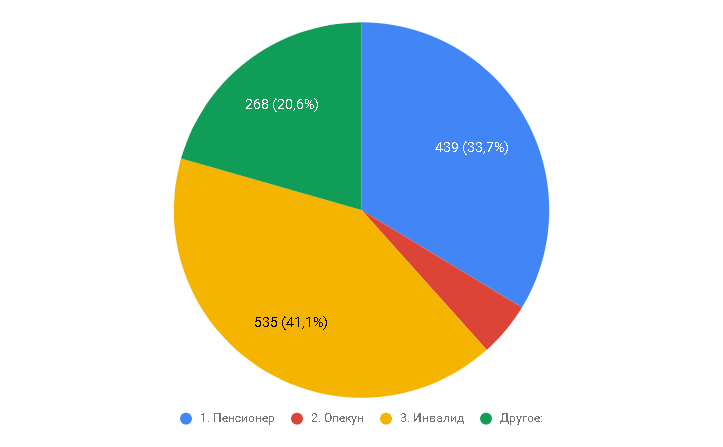 268 (20,6%)
439 (33,7%)
535 (41,1%)
1. Пенсионер 2. Опекун 3. Инвалид Другое: